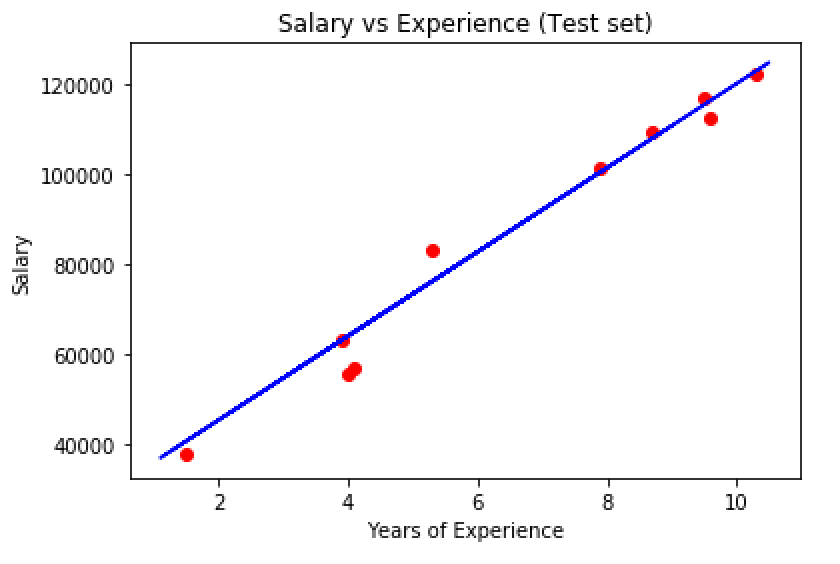 Salary vs Experience (Test set)
120000
100000
80000
60000
40000
Salary
2 4 6 8 10
Years of Experience